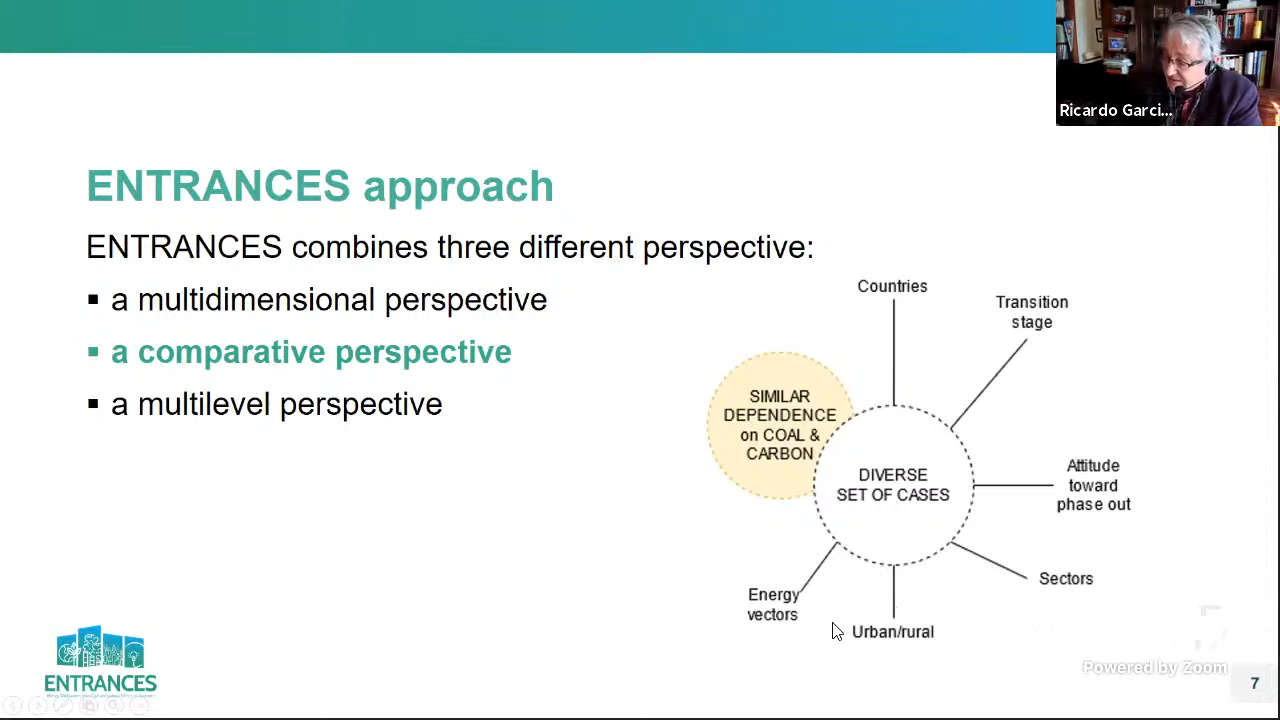 Ricardo Garci...
ENTRANCES approach
ENTRANCES combines three different perspective:
▪ a multidimensional perspective
▪ a comparative perspective
▪ a multilevel perspective
Countries
Transition
stage
SIMILAR
DEPENDENCE
on COAL &
CARBON
DIVERSE
SET OF CASES
Attitude
toward
phase out
Sectors
Energy
vectors
Urban/rural
ENTRANCES
Powered by Zoom
7